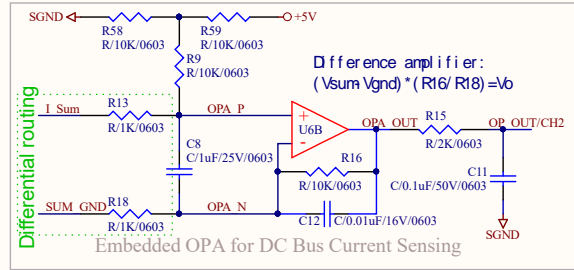 SGND
R58
R/10K/0603
R59
R/10K/0603
+5V
R9
R/10K/0603
Difference amplifier:
(Vsum-Vgnd)*(R16/R18)=Vo
Differential routing
I_Sum
R13
R/1K/0603
OPA_P
C8
C/1uF/25V/0603
+
-
U6B
OPA_OUT
R15
R/2K/0603
OP_OUT/CH2
R16
R/10K/0603
C11
C/0.1uF/50V/0603
SUM_GND
R18
R/1K/0603
OPA_N
C12
C/0.01uF/16V/0603
SGND
Embedded OPA for DC Bus Current Sensing